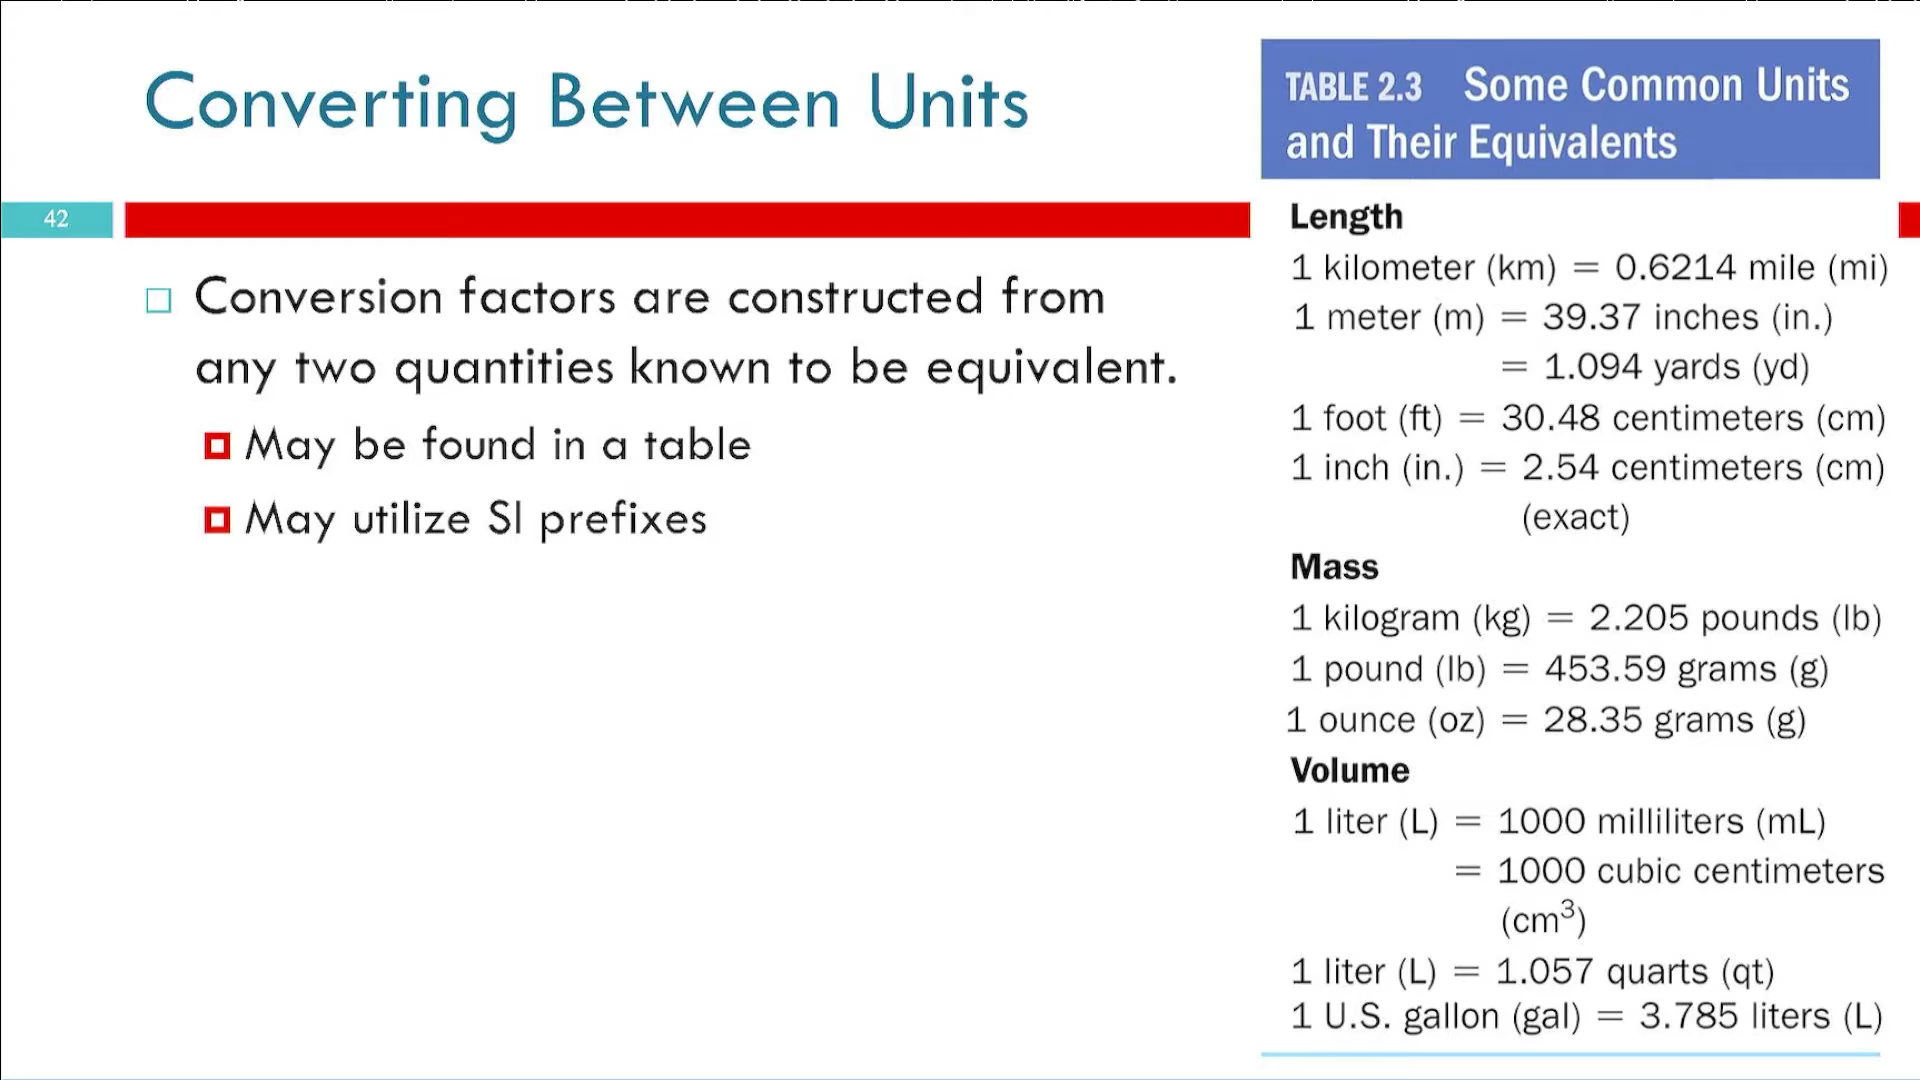 Converting Between Units
42
Conversion factors are constructed from
any two quantities known to be equivalent.
May be found in a table
May utilize SI prefixes
TABLE 2.3 Some Common Units
and Their Equivalents
Length
1 kilometer (km) = 0.6214 mile (mi)
1 meter (m) = 39.37 inches (in.)
= 1.094 yards (yd)
1 foot (ft) = 30.48 centimeters (cm)
1 inch (in.) = 2.54 centimeters (cm)
(exact)
Mass
1 kilogram (kg) = 2.205 pounds (lb)
1 pound (lb) = 453.59 grams (g)
1 ounce (oz) = 28.35 grams (g)
Volume
1 liter (L) = 1000 milliliters (mL)
= 1000 cubic centimeters
(cm³)
1 liter (L) = 1.057 quarts (qt)
1 U.S. gallon (gal) = 3.785 liters (L)